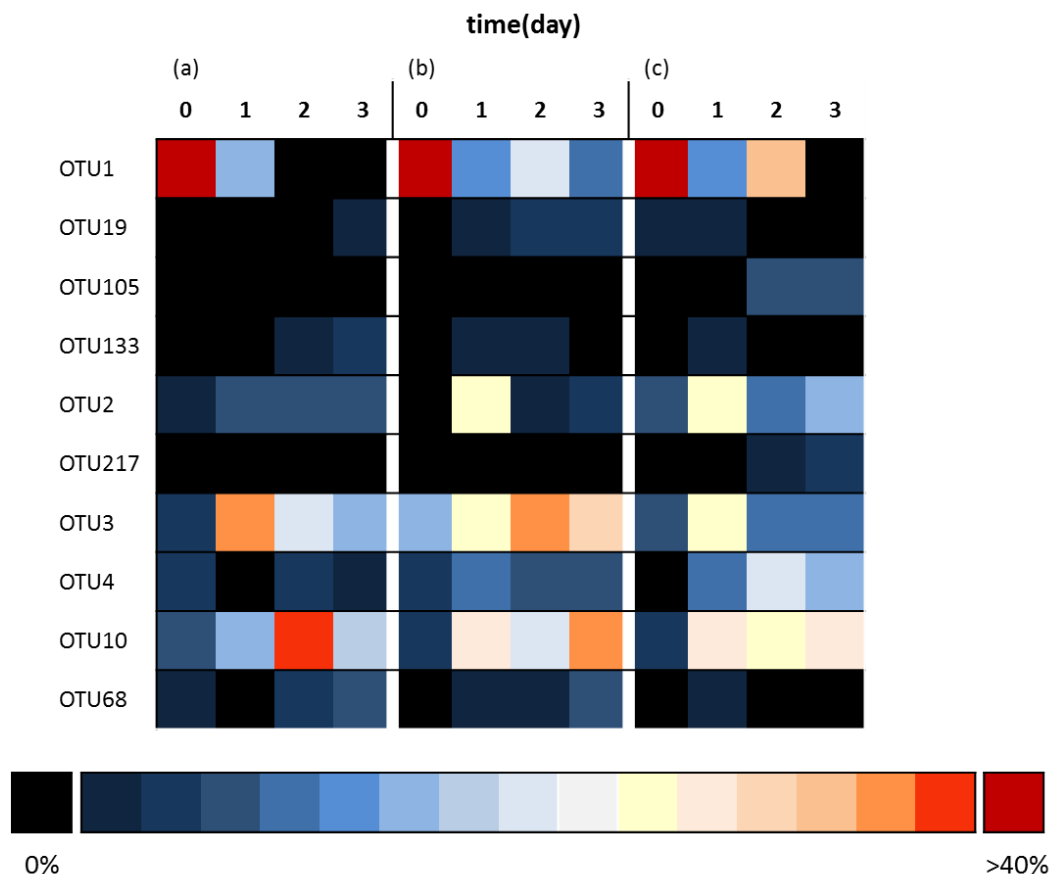 time(day)
(a) (b) (c)
0 1 2 3 0 1 2 3 0 1 2 3
OTU1
OTU19
OTU105
OTU133
OTU2
OTU217
OTU3
OTU4
OTU10
OTU68
0% >40%